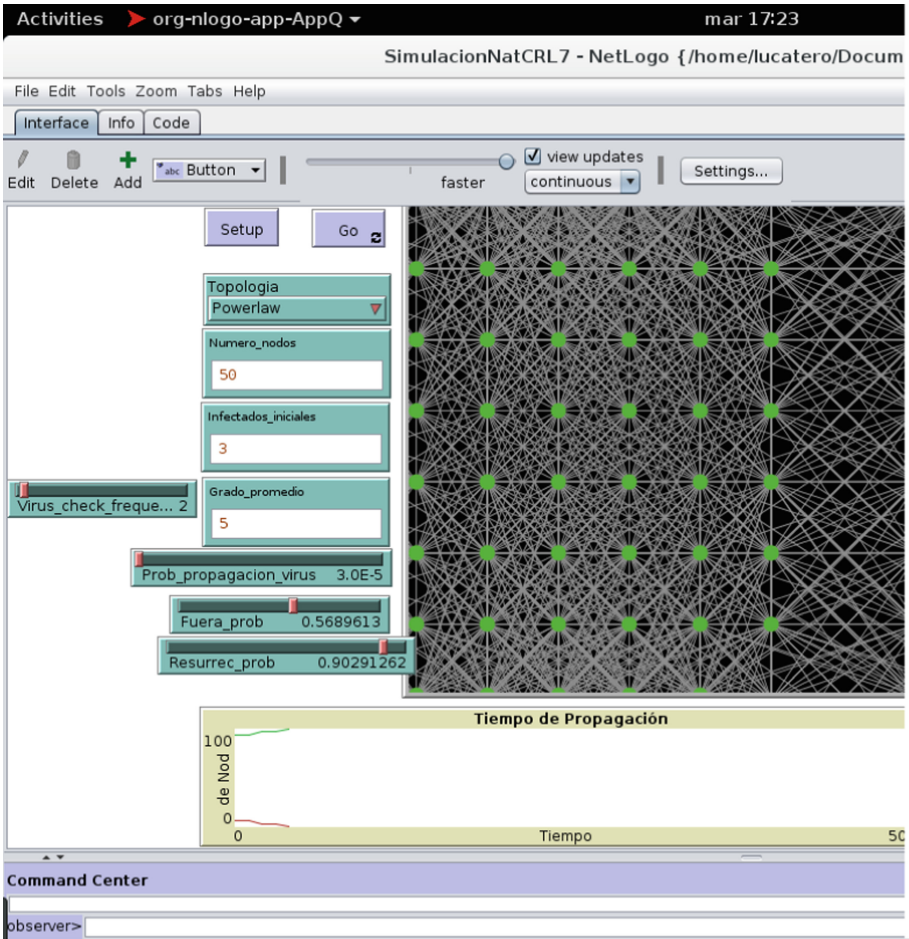 Activities org-nlogo-app-AppQ mar 17:23
SimulacionNatCRL7 - NetLogo {/home/lucatero/Docum
File Edit Tools Zoom Tabs Help
Interface Info Code
Edit Delete Add abc Button faster view updates continuous Settings...
Setup Go
Topologia
Powerlaw
Numero_nodos
50
Infectados_iniciales
3
Grado_promedio
5
Virus_check_freque... 2
Prob_propagacion_virus 3.0E-5
Fuera_prob 0.5689613
Resurrec_prob 0.90291262
Tiempo de Propagación
100
de Nod
0
0 Tiempo 50
Command Center
observer>